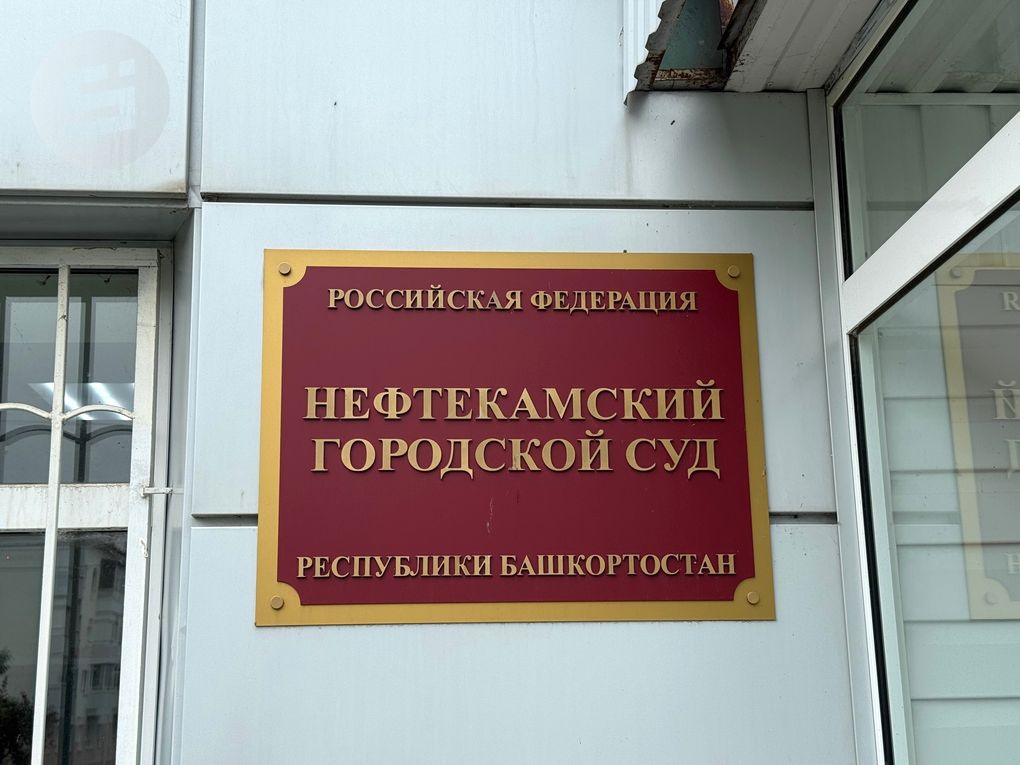 РОССИЙСКАЯ ФЕДЕРАЦИЯ
НЕФТЕКАМСКИЙ
ГОРОДСКОЙ СУД
РЕСПУБЛИКИ БАШКОРТОСТАН